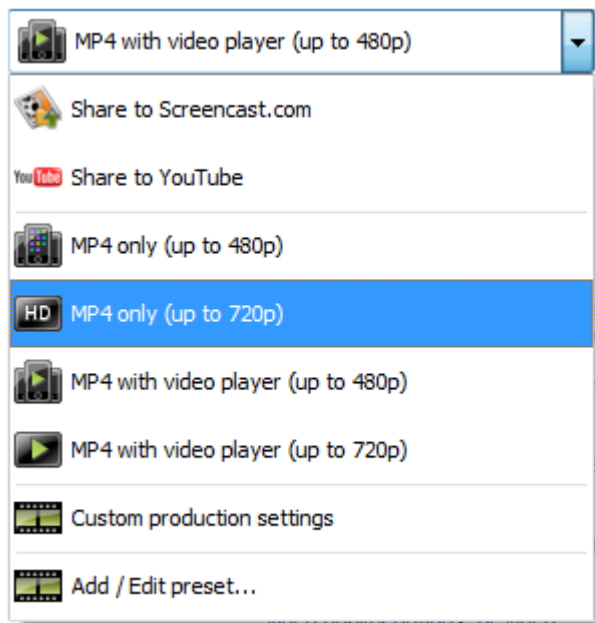 MP4 with video player (up to 480p)
Share to Screencast.com
You Tube Share to YouTube
MP4 only (up to 480p)
HD MP4 only (up to 720p)
MP4 with video player (up to 480p)
MP4 with video player (up to 720p)
Custom production settings
Add / Edit preset...